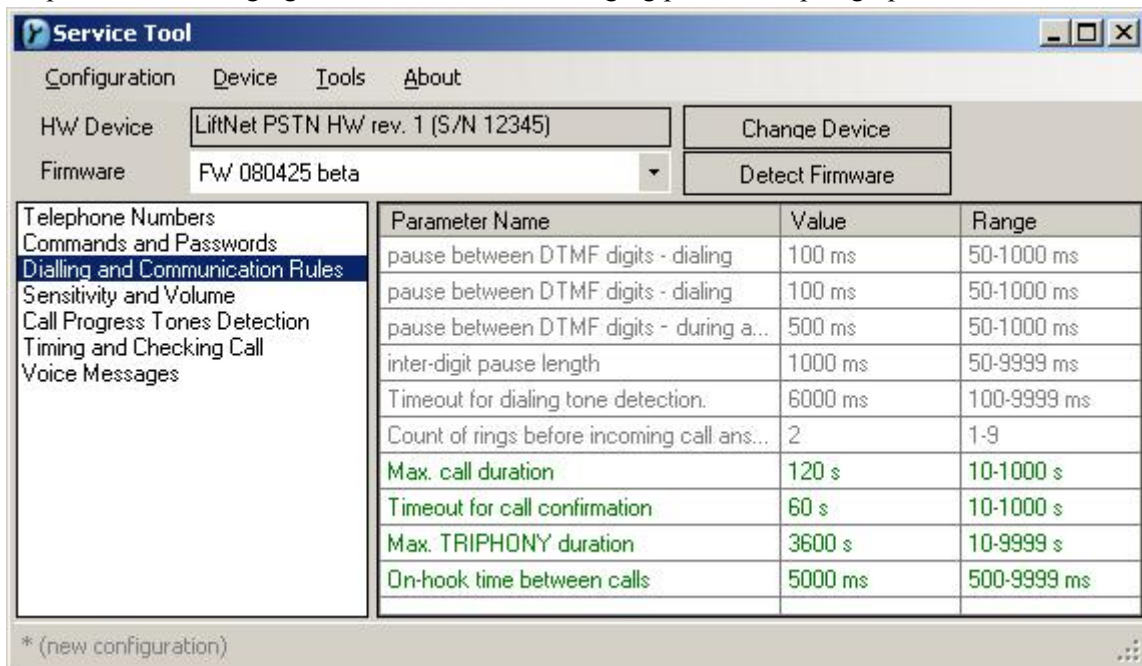 Service Tool
Configuration Device Tools About
HW Device LiftNet PSTN HW rev. 1 (S/N 12345) Change Device
Firmware FW 080425 beta Detect Firmware
Telephone Numbers
Commands and Passwords
Dialling and Communication Rules
Sensitivity and Volume
Call Progress Tones Detection
Timing and Checking Call
Voice Messages
Parameter Name Value Range
pause between DTMF digits - dialing 100 ms 50-1000 ms
pause between DTMF digits - dialing 100 ms 50-1000 ms
pause between DTMF digits - during a... 500 ms 50-1000 ms
inter-digit pause length 1000 ms 50-9999 ms
Timeout for dialing tone detection. 6000 ms 100-9999 ms
Count of rings before incoming call ans... 2 1-9
Max. call duration 120 s 10-1000 s
Timeout for call confirmation 60 s 10-1000 s
Max. TRIPHONY duration 3600 s 10-9999 s
On-hook time between calls 5000 ms 500-9999 ms
* (new configuration)